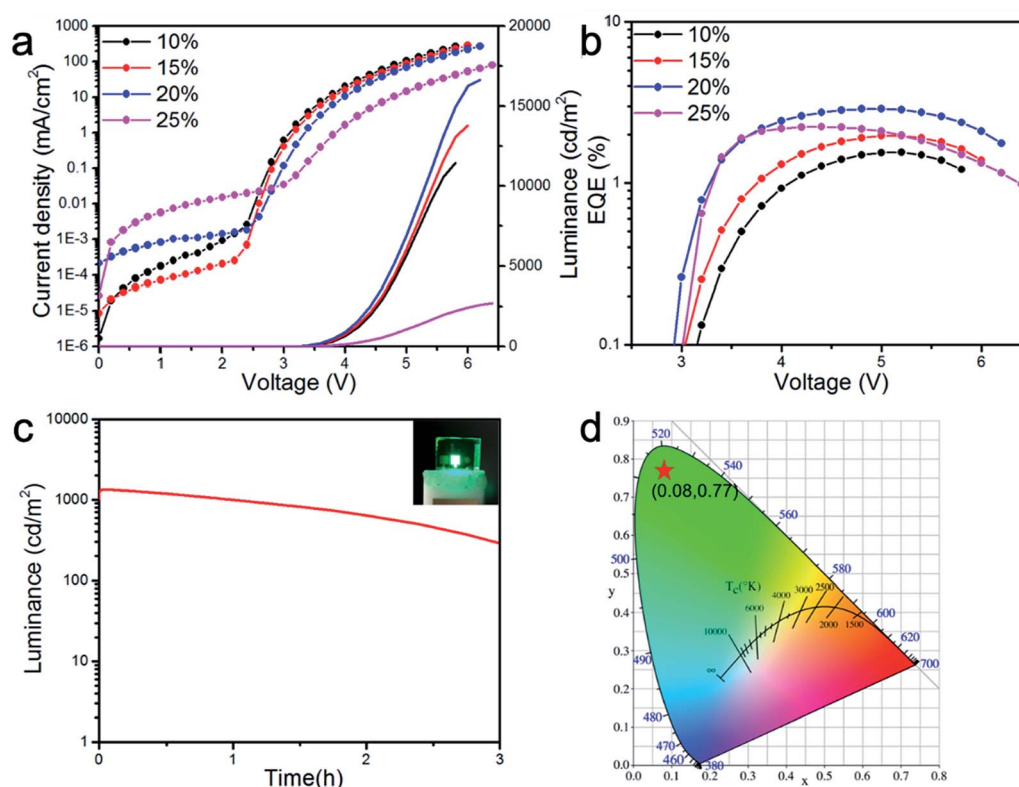 a
10%
15%
20%
25%
Current density (mA/cm²)
1000
100
10
1
0.1
0.01
1E-3
1E-4
1E-5
1E-6
0 1 2 3 4 5 6
Voltage (V)
20000
15000
10000
5000
0
Luminance (cd/m²)
b
10%
15%
20%
25%
EQE (%)
10
1
0.1
3 4 5 6
Voltage (V)
c
Luminance (cd/m²)
10000
1000
100
10
1
0 1 2 3
Time(h)
d
0.9
0.8
0.7
0.6
0.5
0.4
0.3
0.2
0.1
0.0
y
0.0 0.1 0.2 0.3 0.4 0.5 0.6 0.7 0.8
x
520
540
(0.08,0.77)
560
500
580
Tc(°K)
∞ 10000 6000 4000 3000 2500 2000 1500
600
620
700
490
480
470
460
380